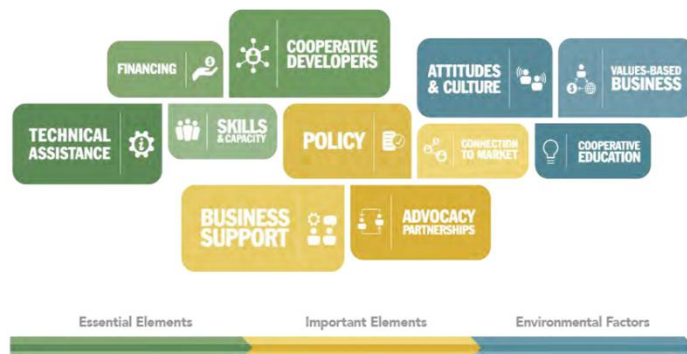 FINANCING
COOPERATIVE
DEVELOPERS
ATTITUDES
& CULTURE
VALUES-BASED
BUSINESS
TECHNICAL
ASSISTANCE
SKILLS
& CAPACITY
POLICY
CONNECTION
TO MARKET
COOPERATIVE
EDUCATION
BUSINESS
SUPPORT
ADVOCACY
PARTNERSHIPS
Essential Elements
Important Elements
Environmental Factors